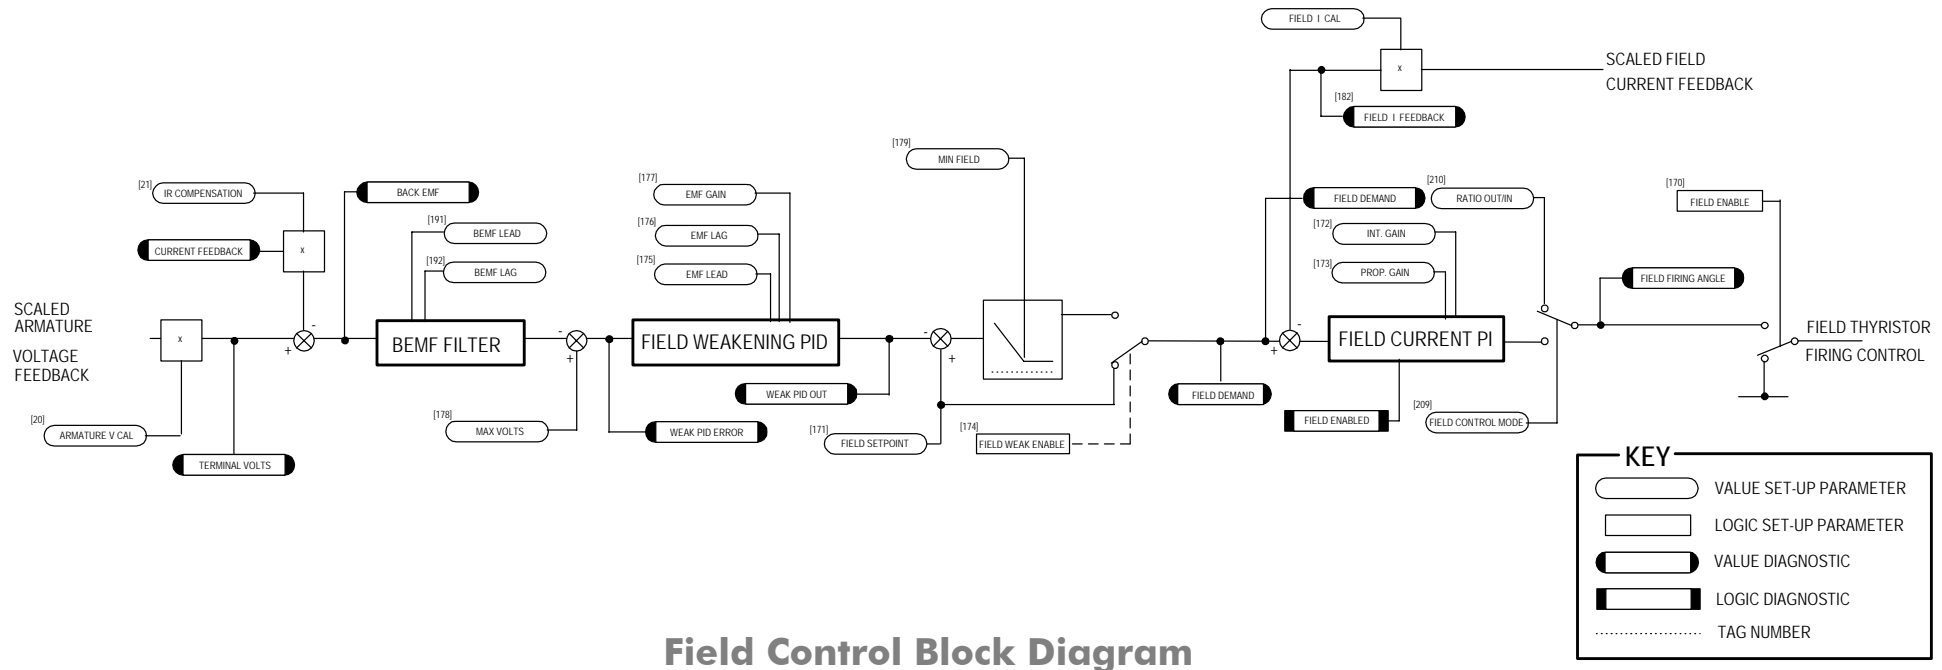 FIELD I CAL
x
SCALED FIELD
CURRENT FEEDBACK
[182]
FIELD I FEEDBACK
[179]
MIN FIELD
[21]
IR COMPENSATION
BACK EMF
[177]
EMF GAIN
FIELD DEMAND
[210]
RATIO OUT/IN
[170]
FIELD ENABLE
CURRENT FEEDBACK
x
[191]
BEMF LEAD
[176]
EMF LAG
[172]
INT. GAIN
[192]
BEMF LAG
[175]
EMF LEAD
[173]
PROP. GAIN
FIELD FIRING ANGLE
SCALED
ARMATURE
VOLTAGE
FEEDBACK
x
-
+
BEMF FILTER
-
+
FIELD WEAKENING PID
-
+
-
+
FIELD CURRENT PI
FIELD THYRISTOR
FIRING CONTROL
WEAK PID OUT
FIELD DEMAND
[20]
ARMATURE V CAL
[178]
MAX VOLTS
WEAK PID ERROR
[171]
FIELD SETPOINT
[174]
FIELD WEAK ENABLE
FIELD ENABLED
[209]
FIELD CONTROL MODE
TERMINAL VOLTS
KEY
VALUE SET-UP PARAMETER
LOGIC SET-UP PARAMETER
VALUE DIAGNOSTIC
LOGIC DIAGNOSTIC
TAG NUMBER
Field Control Block Diagram